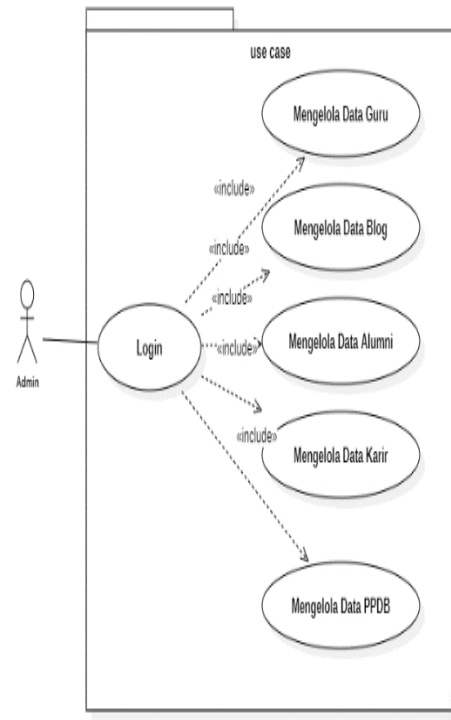 use case
Mengelola Data Guru
«include»
Mengelola Data Blog
«include»
«include»
Login
«include»
Mengelola Data Alumni
Admin
«include»
Mengelola Data Karir
Mengelola Data PPDB